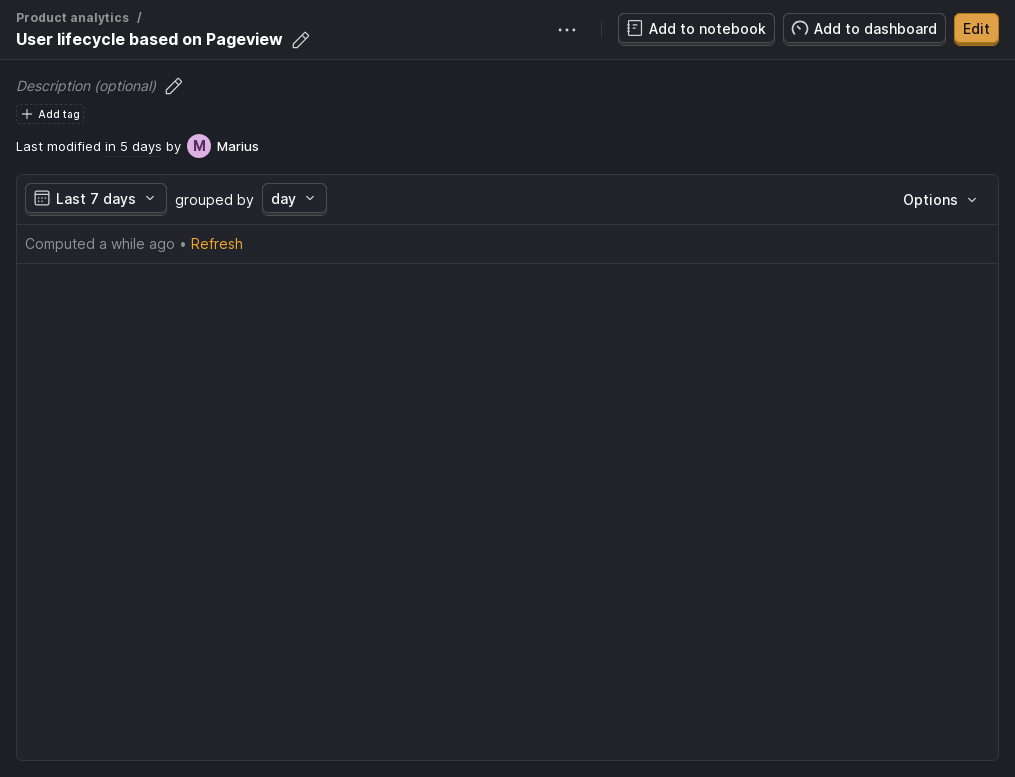 Product analytics /
User lifecycle based on Pageview
··· Add to notebook Add to dashboard Edit
Description (optional)
+ Add tag
Last modified in 5 days by M Marius
Last 7 days grouped by day Options
Computed a while ago • Refresh